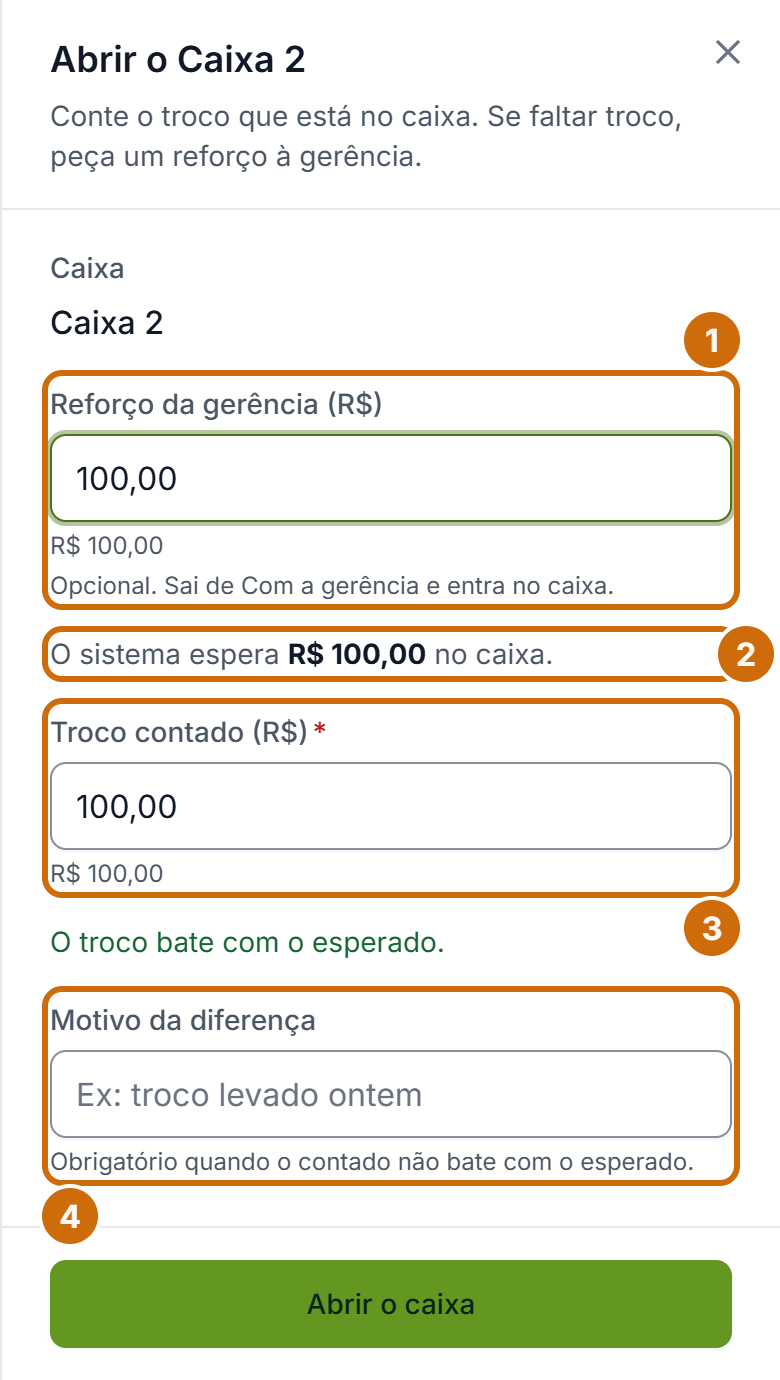 Abrir o Caixa 2
Conte o troco que está no caixa. Se faltar troco,
peça um reforço à gerência.
Caixa
Caixa 2
1
Reforço da gerência (R$)
100,00
R$ 100,00
Opcional. Sai de Com a gerência e entra no caixa.
O sistema espera R$ 100,00 no caixa.
2
Troco contado (R$) *
100,00
R$ 100,00
3
O troco bate com o esperado.
Motivo da diferença
Ex: troco levado ontem
Obrigatório quando o contado não bate com o esperado.
4
Abrir o caixa